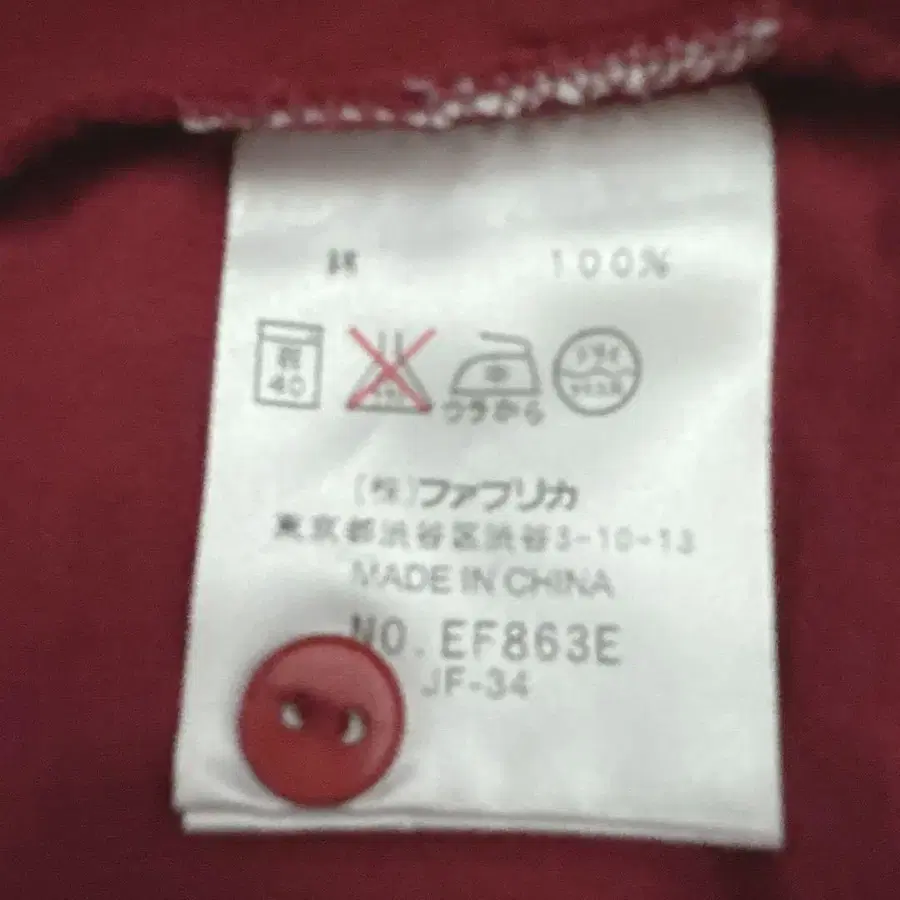 綿 100%
弱 40
ウラから
ドライ
(株)ファブリカ
東京都渋谷区渋谷3-10-13
MADE IN CHINA
NO.EF863E
JF-34